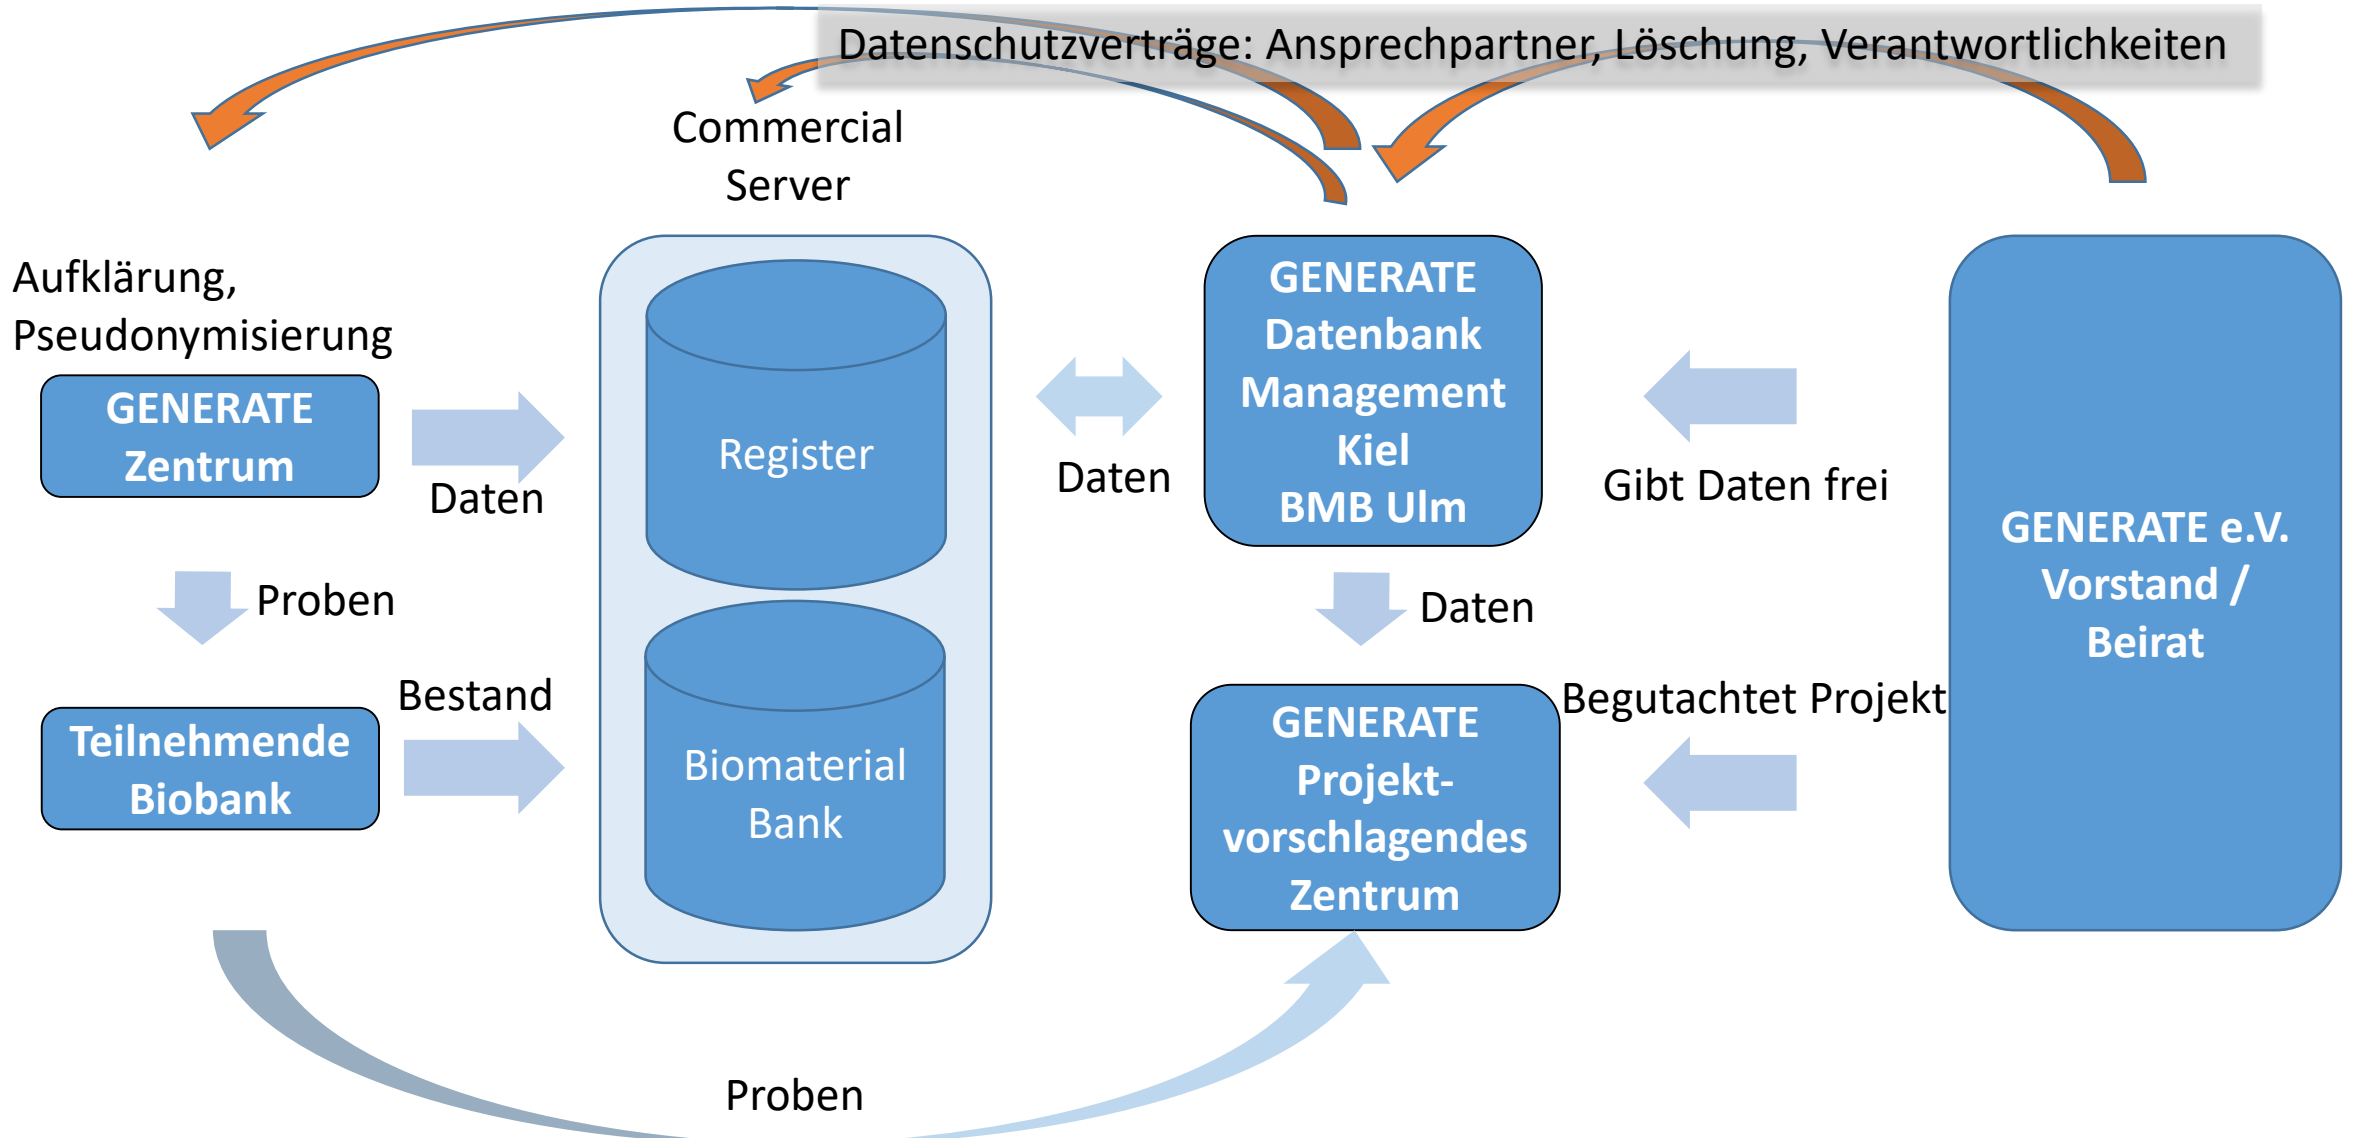 Datenschutzverträge: Ansprechpartner, Löschung, Verantwortlichkeiten
Commercial
Server
Aufklärung,
Pseudonymisierung
GENERATE
Zentrum
Daten
Proben
Teilnehmende
Biobank
Bestand
Register
Biomaterial
Bank
Daten
GENERATE
Datenbank
Management
Kiel
BMB Ulm
Daten
GENERATE
Projekt-
vorschlagendes
Zentrum
Gibt Daten frei
Begutachtet Projekt
GENERATE e.V.
Vorstand /
Beirat
Proben